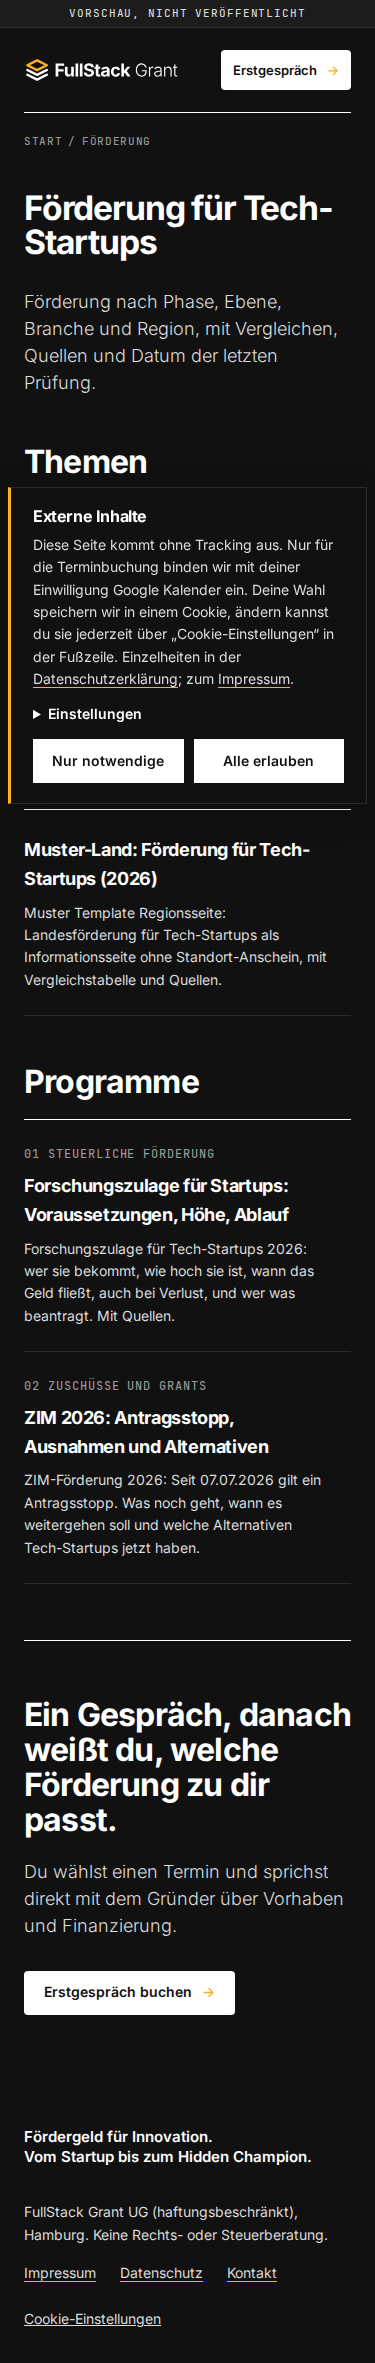 VORSCHAU, NICHT VERÖFFENTLICHT
FullStack Grant
Erstgespräch →
START / FÖRDERUNG
Förderung für Tech-
Startups
Förderung nach Phase, Ebene,
Branche und Region, mit Vergleichen,
Quellen und Datum der letzten
Prüfung.
Themen
Externe Inhalte
Diese Seite kommt ohne Tracking aus. Nur für
die Terminbuchung binden wir mit deiner
Einwilligung Google Kalender ein. Deine Wahl
speichern wir in einem Cookie, ändern kannst
du sie jederzeit über „Cookie-Einstellungen“ in
der Fußzeile. Einzelheiten in der
Datenschutzerklärung; zum Impressum.
Einstellungen
Nur notwendige
Alle erlauben
Muster-Land: Förderung für Tech-
Startups (2026)
Muster Template Regionsseite:
Landesförderung für Tech-Startups als
Informationsseite ohne Standort-Anschein, mit
Vergleichstabelle und Quellen.
Programme
01 STEUERLICHE FÖRDERUNG
Forschungszulage für Startups:
Voraussetzungen, Höhe, Ablauf
Forschungszulage für Tech-Startups 2026:
wer sie bekommt, wie hoch sie ist, wann das
Geld fließt, auch bei Verlust, und wer was
beantragt. Mit Quellen.
02 ZUSCHÜSSE UND GRANTS
ZIM 2026: Antragsstopp,
Ausnahmen und Alternativen
ZIM-Förderung 2026: Seit 07.07.2026 gilt ein
Antragsstopp. Was noch geht, wann es
weitergehen soll und welche Alternativen
Tech-Startups jetzt haben.
Ein Gespräch, danach
weißt du, welche
Förderung zu dir
passt.
Du wählst einen Termin und sprichst
direkt mit dem Gründer über Vorhaben
und Finanzierung.
Erstgespräch buchen →
Fördergeld für Innovation.
Vom Startup bis zum Hidden Champion.
FullStack Grant UG (haftungsbeschränkt),
Hamburg. Keine Rechts- oder Steuerberatung.
Impressum Datenschutz Kontakt
Cookie-Einstellungen